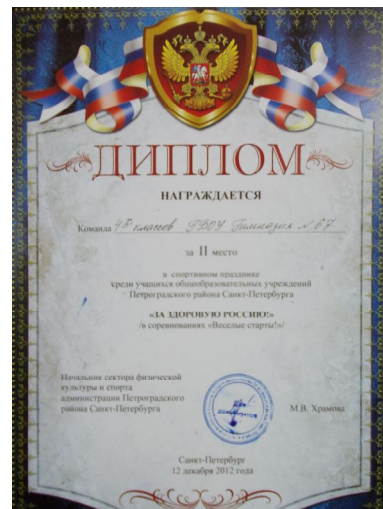 ДИПЛОМ
НАГРАЖДАЕТСЯ
Команда 4-х классов ГБОУ Гимназия № 67
за II место
в спортивном празднике
среди учащихся общеобразовательных учреждений
Петроградского района Санкт-Петербурга
«ЗА ЗДОРОВУЮ РОССИЮ!»
/в соревнованиях «Веселые старты!»/
Начальник сектора физической
культуры и спорта
администрации Петроградского
района Санкт-Петербурга
М.В. Храмова
Санкт-Петербург
12 декабря 2012 года